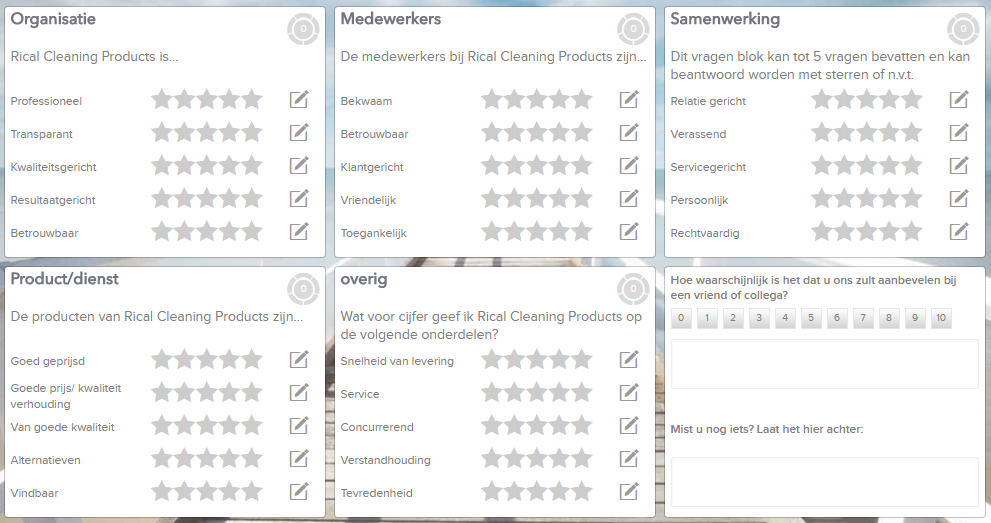 Organisatie
0
Rical Cleaning Products is...
Professioneel
Transparant
Kwaliteitsgericht
Resultaatgericht
Betrouwbaar
Medewerkers
0
De medewerkers bij Rical Cleaning Products zijn...
Bekwaam
Betrouwbaar
Klantgericht
Vriendelijk
Toegankelijk
Samenwerking
0
Dit vragen blok kan tot 5 vragen bevatten en kan
beantwoord worden met sterren of n.v.t.
Relatie gericht
Verassend
Servicegericht
Persoonlijk
Rechtvaardig
Product/dienst
0
De producten van Rical Cleaning Products zijn...
Goed geprijsd
Goede prijs/ kwaliteit
verhouding
Van goede kwaliteit
Alternatieven
Vindbaar
overig
0
Wat voor cijfer geef ik Rical Cleaning Products op
de volgende onderdelen?
Snelheid van levering
Service
Concurrerend
Verstandhouding
Tevredenheid
Hoe waarschijnlijk is het dat u ons zult aanbevelen bij
een vriend of collega?
0 1 2 3 4 5 6 7 8 9 10
Mist u nog iets? Laat het hier achter: